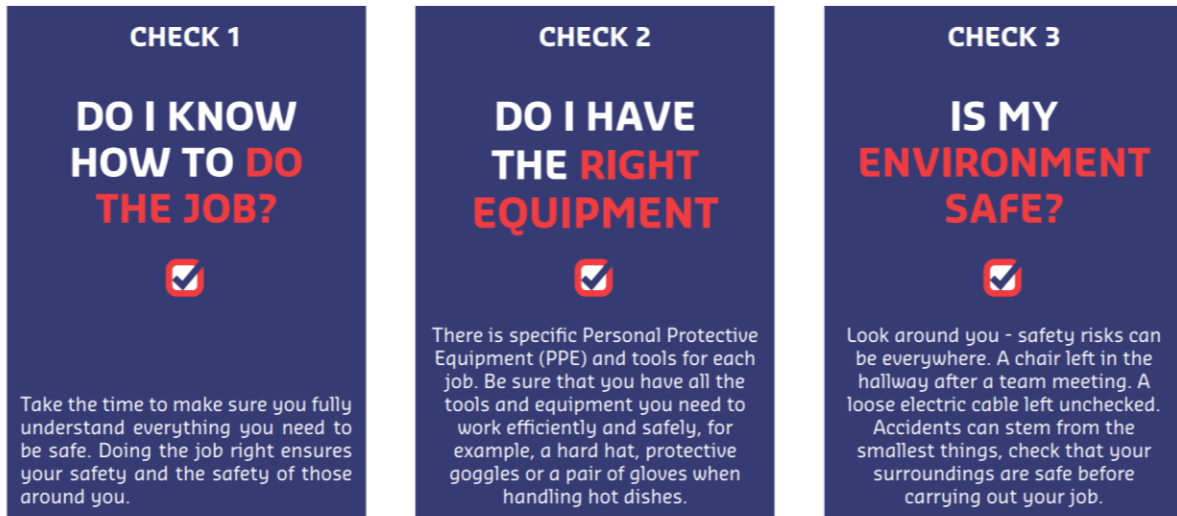 CHECK 1
DO I KNOW
HOW TO DO
THE JOB?
Take the time to make sure you fully
understand everything you need to
be safe. Doing the job right ensures
your safety and the safety of those
around you.
CHECK 2
DO I HAVE
THE RIGHT
EQUIPMENT
There is specific Personal Protective
Equipment (PPE) and tools for each
job. Be sure that you have all the
tools and equipment you need to
work efficiently and safely, for
example, a hard hat, protective
goggles or a pair of gloves when
handling hot dishes.
CHECK 3
IS MY
ENVIRONMENT
SAFE?
Look around you - safety risks can
be everywhere. A chair left in the
hallway after a team meeting. A
loose electric cable left unchecked.
Accidents can stem from the
smallest things, check that your
surroundings are safe before
carrying out your job.